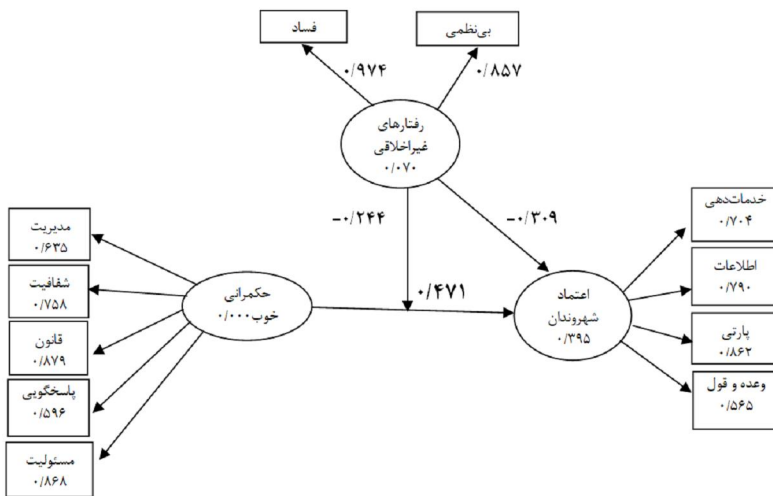 فساد
بی‌نظمی
۰/۹۷۴
۰/۸۵۷
رفتارهای
غیراخلاقی
۰/۰۷۰
-۰/۲۴۴
-۰/۳۰۹
خدمات‌دهی
۰/۷۰۴
اطلاعات
۰/۷۹۰
پارتی
۰/۸۶۲
وعده و قول
۰/۵۶۵
اعتماد
شهروندان
۰/۳۹۵
۰/۴۷۱
حکمرانی
خوب۰/۰۰۰
مدیریت
۰/۶۳۵
شفافیت
۰/۷۵۸
قانون
۰/۸۷۹
پاسخگویی
۰/۵۹۶
مسئولیت
۰/۸۶۸